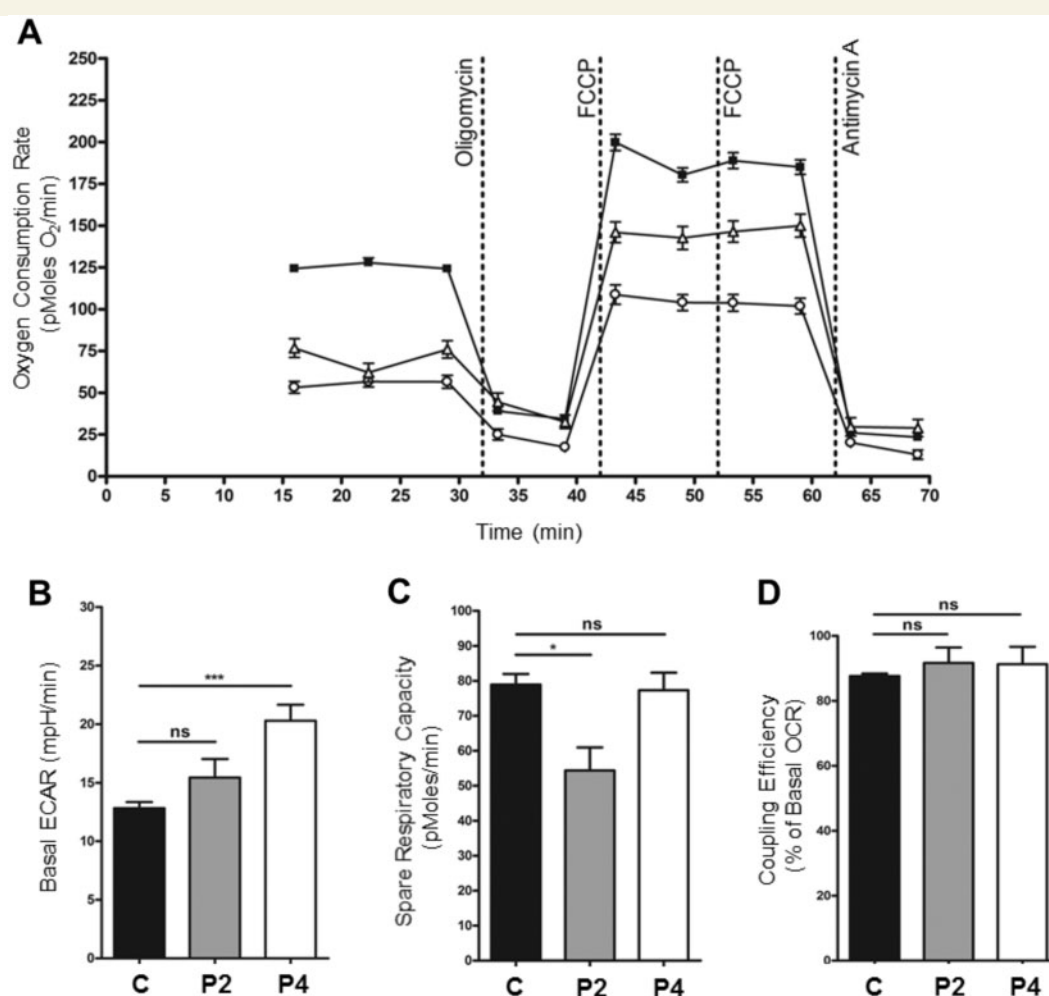 A
Oxygen Consumption Rate
(pMoles O₂/min)
250
225
200
175
150
125
100
75
50
25
0
Oligomycin
FCCP
FCCP
Antimycin A
0 5 10 15 20 25 30 35 40 45 50 55 60 65 70
Time (min)
B
Basal ECAR (mpH/min)
30
25
20
15
10
5
0
***
ns
C P2 P4
C
Spare Respiratory Capacity
(pMoles/min)
100
90
80
70
60
50
40
30
20
10
0
ns
*
C P2 P4
D
Coupling Efficiency
(% of Basal OCR)
100
80
60
40
20
0
ns
ns
C P2 P4